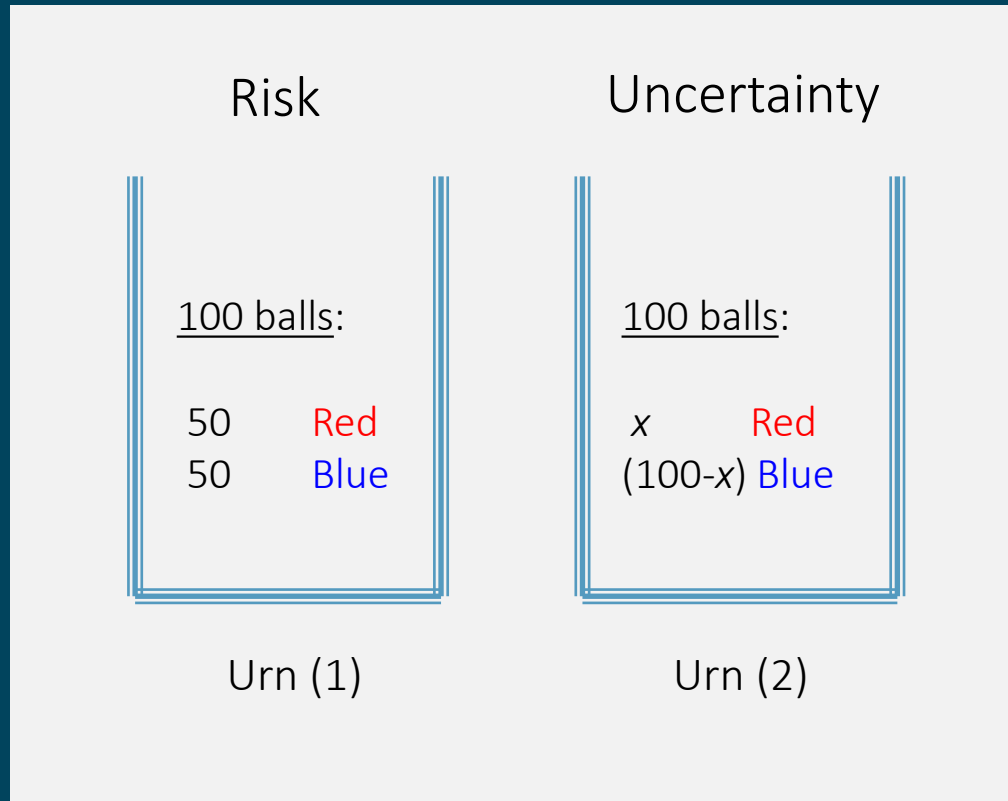 Risk
Uncertainty
100 balls:
50 Red
50 Blue
100 balls:
x Red
(100-x) Blue
Urn (1)
Urn (2)